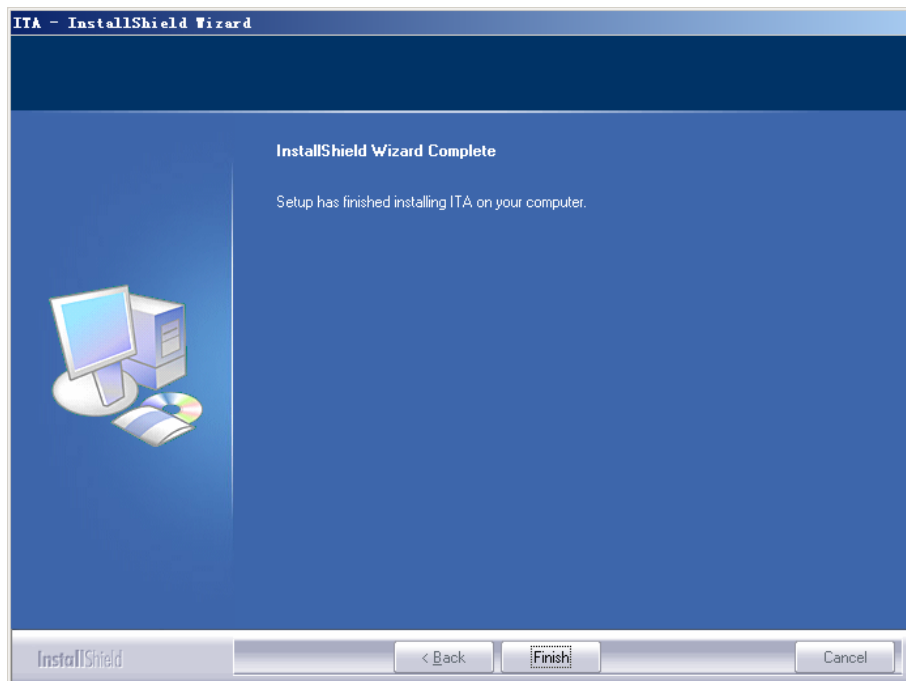 ITA - InstallShield Wizard
InstallShield Wizard Complete
Setup has finished installing ITA on your computer.
InstallShield
< Back
Finish
Cancel